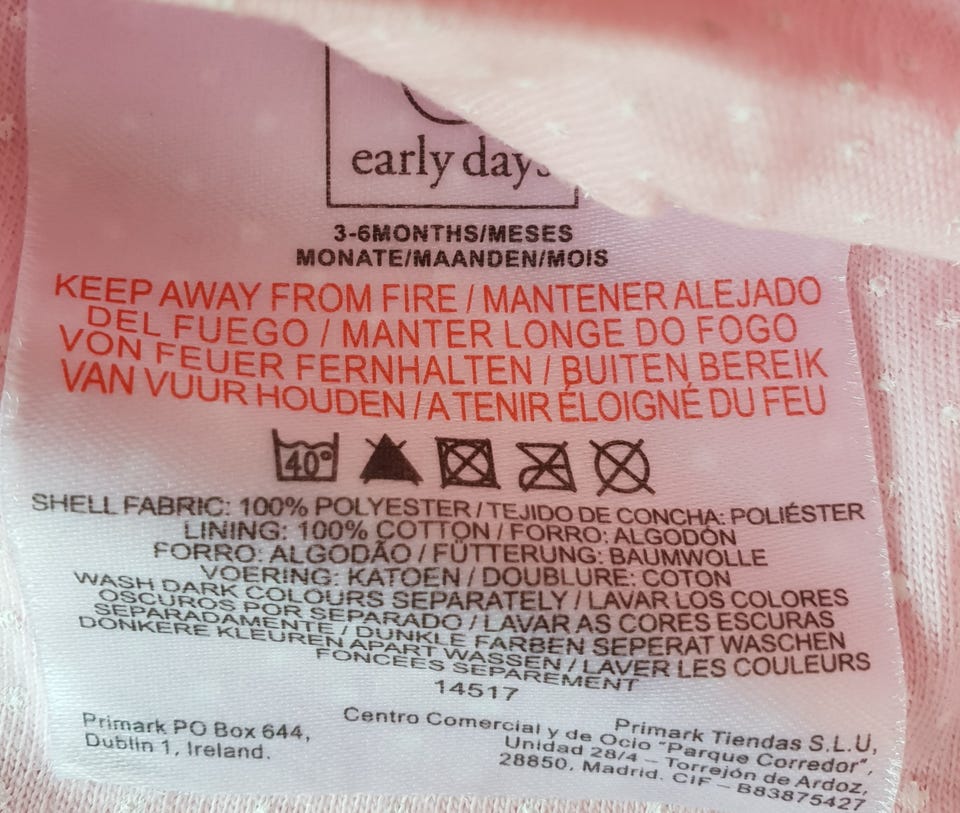 early days
3-6MONTHS/MESES
MONATE/MAANDEN/MOIS
KEEP AWAY FROM FIRE / MANTENER ALEJADO
DEL FUEGO / MANTER LONGE DO FOGO
VON FEUER FERNHALTEN / BUITEN BEREIK
VAN VUUR HOUDEN / A TENIR ÉLOIGNÉ DU FEU
40°
SHELL FABRIC: 100% POLYESTER / TEJIDO DE CONCHA: POLIÉSTER
LINING: 100% COTTON / FORRO: ALGODÓN
FORRO: ALGODÃO / FÜTTERUNG: BAUMWOLLE
VOERING: KATOEN / DOUBLURE: COTON
WASH DARK COLOURS SEPARATELY / LAVAR LOS COLORES
OSCUROS POR SEPARADO / LAVAR AS CORES ESCURAS
SEPARADAMENTE / DUNKLE FARBEN SEPERAT WASCHEN
DONKERE KLEUREN APART WASSEN / LAVER LES COULEURS
FONCEES SEPAREMENT
14517
Primark PO Box 644,
Dublin 1, Ireland.
Primark Tiendas S.L.U,
Centro Comercial y de Ocio "Parque Corredor",
Unidad 28/4 – Torrejón de Ardoz,
28850, Madrid. CIF – B83875427